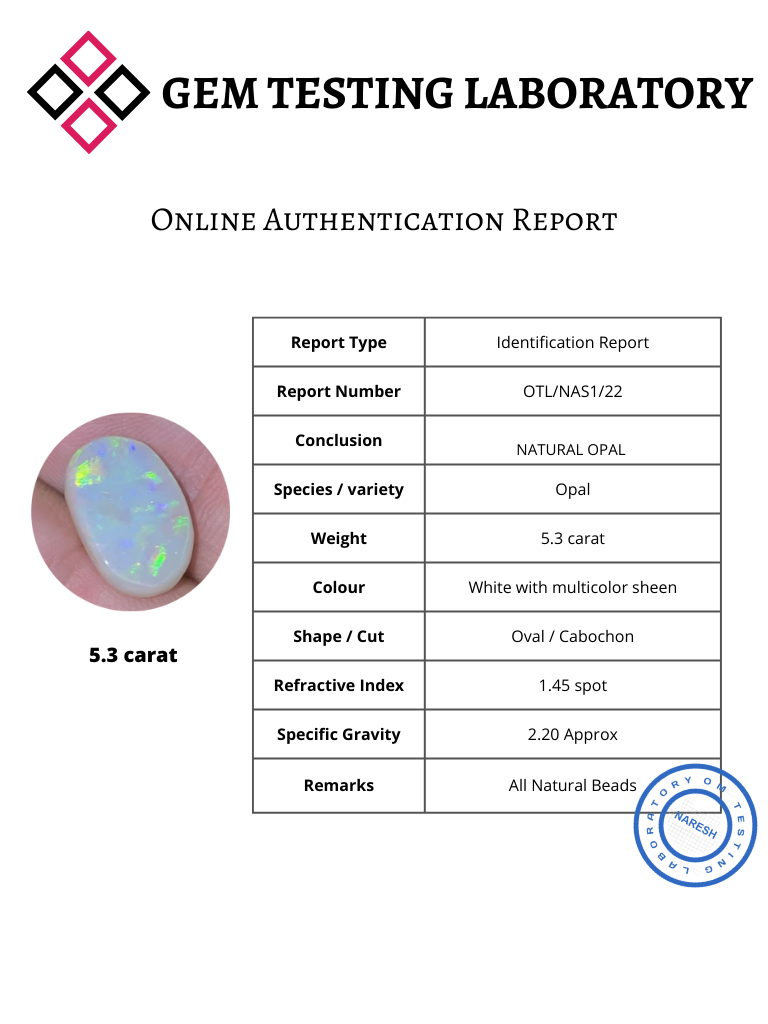 GEM TESTING LABORATORY
Online Authentication Report
Report Type Identification Report
Report Number OTL/NAS1/22
Conclusion NATURAL OPAL
Species / variety Opal
Weight 5.3 carat
Colour White with multicolor sheen
Shape / Cut Oval / Cabochon
Refractive Index 1.45 spot
Specific Gravity 2.20 Approx
Remarks All Natural Beads
5.3 carat
OM TESTING LABORATORY
NARESH